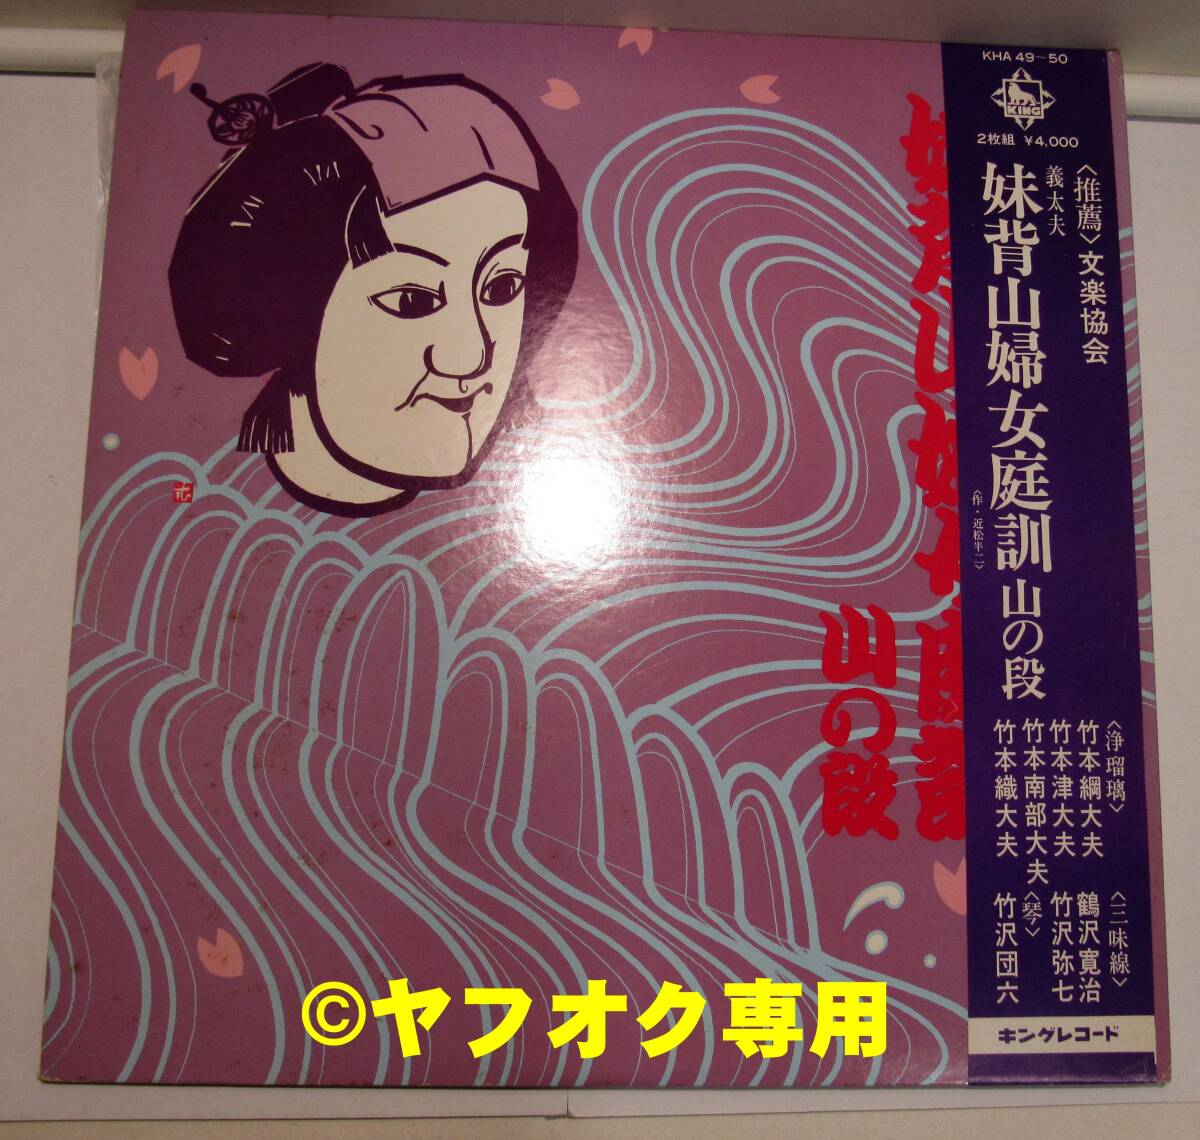 KHA 49～50
KING
2枚組 ¥4,000
〈推薦〉文楽協会
義太夫
妹背山婦女庭訓 山の段
〈作・近松半二〉
〈浄瑠璃〉
竹本綱大夫
竹本津大夫
竹本南部大夫
竹本織大夫
〈三味線〉
鶴沢寛治
竹沢弥七
〈琴〉
竹沢団六
キングレコード
山の段
©ヤフオク専用